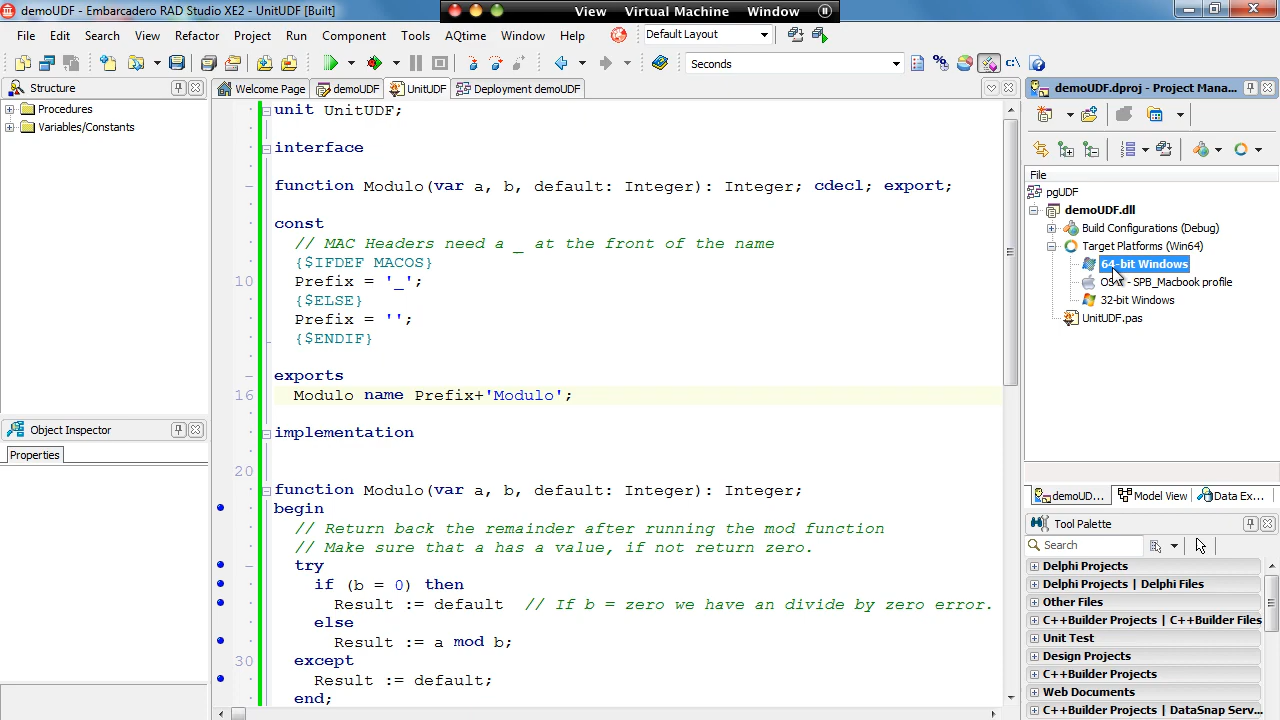 demoUDF - Embarcadero RAD Studio XE2 - UnitUDF [Built]
View Virtual Machine Window
File Edit Search View Refactor Project Run Component Tools AQtime Window Help
Default Layout
Seconds
Structure
Procedures
Variables/Constants
Object Inspector
Properties
Welcome Page demoUDF UnitUDF Deployment demoUDF
unit UnitUDF;
interface
function Modulo(var a, b, default: Integer): Integer; cdecl; export;
const
// MAC Headers need a _ at the front of the name
{$IFDEF MACOS}
10 Prefix = '_';
{$ELSE}
Prefix = '';
{$ENDIF}
exports
16 Modulo name Prefix+'Modulo';
implementation
20
function Modulo(var a, b, default: Integer): Integer;
begin
// Return back the remainder after running the mod function
// Make sure that a has a value, if not return zero.
try
if (b = 0) then
Result := default // If b = zero we have an divide by zero error.
else
Result := a mod b;
30 except
Result := default;
end;
demoUDF.dproj - Project Mana...
File
pgUDF
demoUDF.dll
Build Configurations (Debug)
Target Platforms (Win64)
64-bit Windows
- SPB_Macbook profile
32-bit Windows
UnitUDF.pas
demoUD... Model View Data Ex...
Tool Palette
Search
Delphi Projects
Delphi Projects | Delphi Files
Other Files
C++Builder Projects | C++Builder Files
Unit Test
Design Projects
C++Builder Projects
Web Documents
C++Builder Projects | DataSnap Serv...